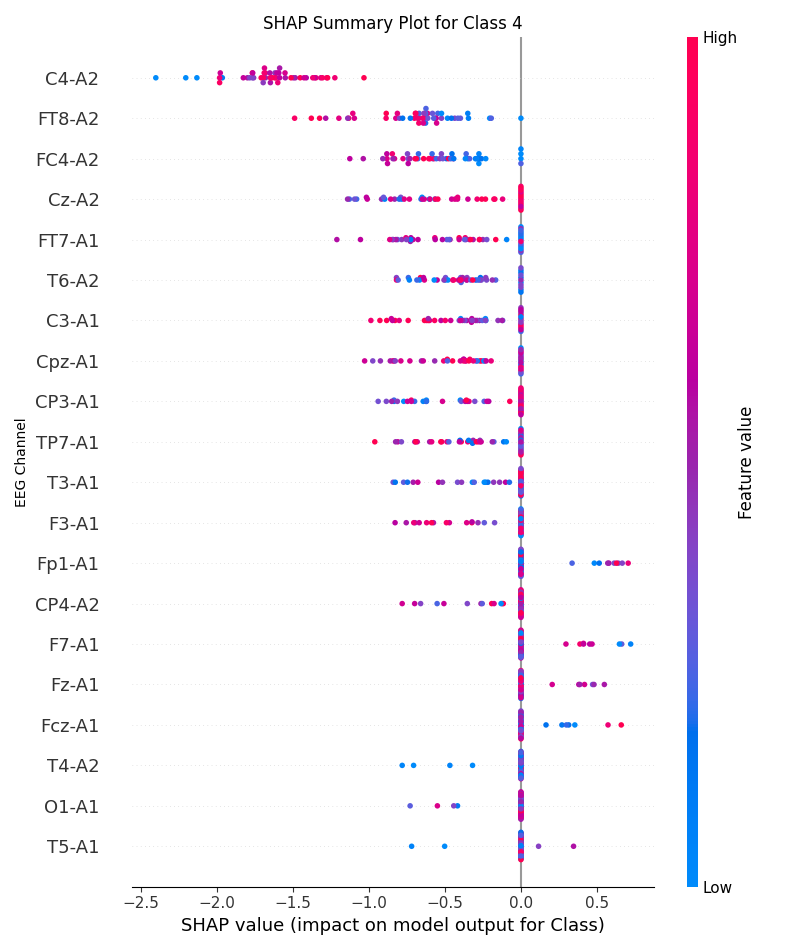 SHAP Summary Plot for Class 4
High
C4-A2
FT8-A2
FC4-A2
Cz-A2
FT7-A1
T6-A2
C3-A1
Cpz-A1
CP3-A1
TP7-A1
T3-A1
F3-A1
Fp1-A1
CP4-A2
F7-A1
Fz-A1
Fcz-A1
T4-A2
O1-A1
T5-A1
EEG Channel
Feature value
Low
−2.5 −2.0 −1.5 −1.0 −0.5 0.0 0.5
SHAP value (impact on model output for Class)